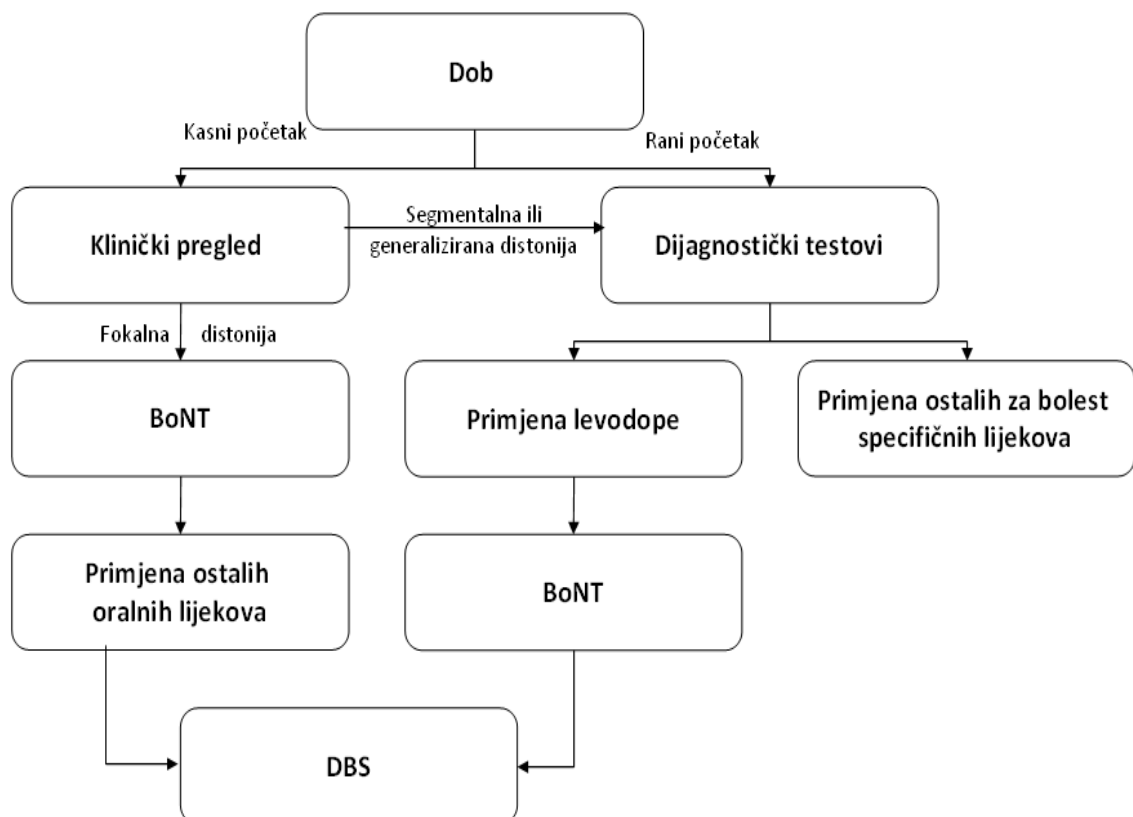 Dob
Kasni početak
Rani početak
Klinički pregled
Segmentalna ili
generalizirana distonija
Dijagnostički testovi
Fokalna distonija
BoNT
Primjena levodope
Primjena ostalih za bolest
specifičnih lijekova
Primjena ostalih
oralnih lijekova
BoNT
DBS